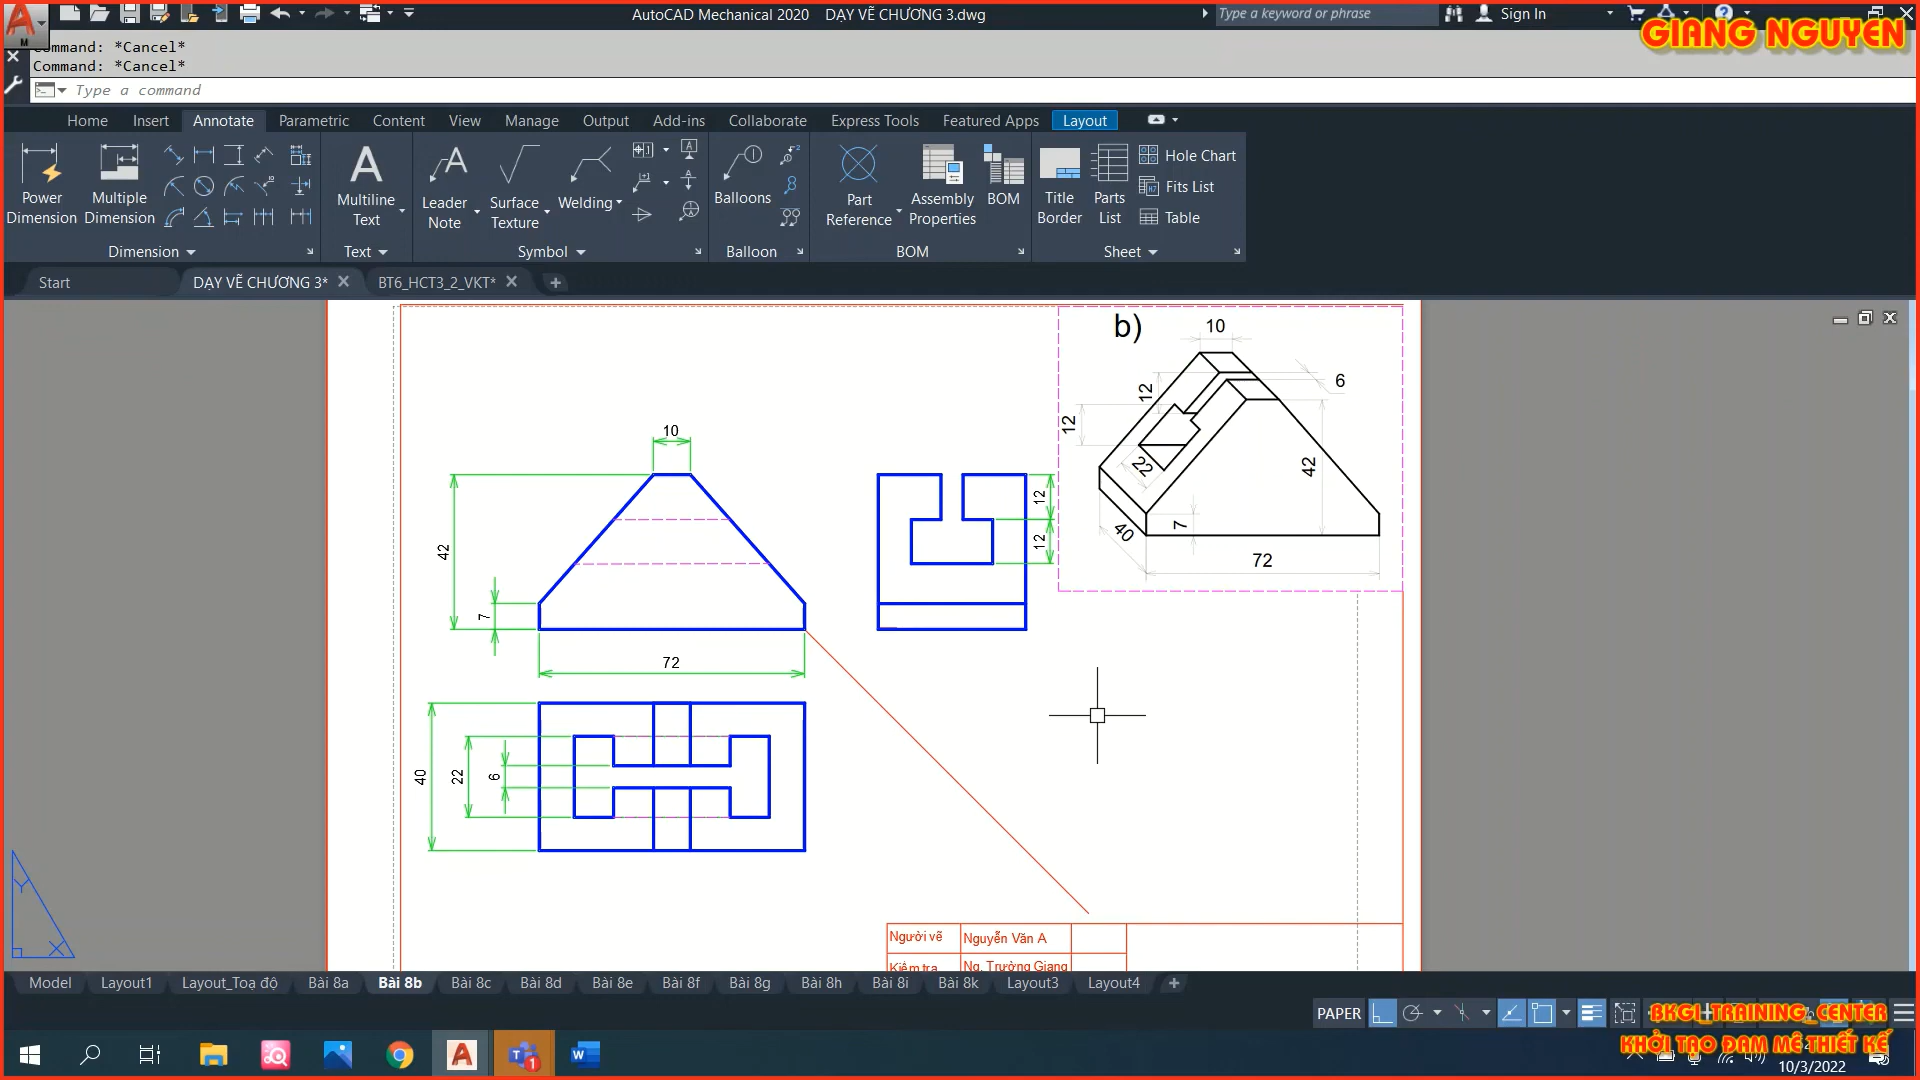 AutoCAD Mechanical 2020 DẠY VẼ CHƯƠNG 3.dwg
Type a keyword or phrase
Sign In
GIANG NGUYEN
Command: *Cancel*
Command: *Cancel*
Type a command
Home Insert Annotate Parametric Content View Manage Output Add-ins Collaborate Express Tools Featured Apps Layout
Power Dimension
Multiple Dimension
Multiline Text
Leader Note
Surface Texture
Welding
Balloons
Part Reference
Assembly Properties
BOM
Title Border
Parts List
Hole Chart
Fits List
Table
Dimension Text Symbol Balloon BOM Sheet
Start DẠY VẼ CHƯƠNG 3* BT6_HCT3_2_VKT*
b)
10
12
6
12
22
42
40
7
72
10
42
7
72
12
12
40
22
6
Người vẽ Nguyễn Văn A
Kiểm tra Ng. Trường Giang
Y
X
Model Layout1 Layout_Toạ độ Bài 8a Bài 8b Bài 8c Bài 8d Bài 8e Bài 8f Bài 8g Bài 8h Bài 8i Bài 8k Layout3 Layout4
PAPER
BKGI_TRAINING_CENTER
KHỞI TẠO ĐAM MÊ THIẾT KẾ
10/3/2022